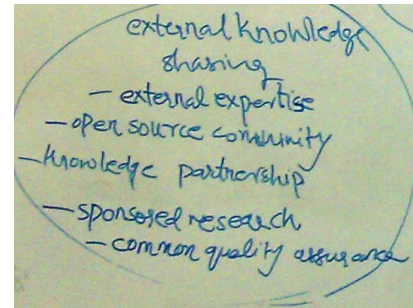 external knowledge
sharing
- external expertise
- open source community
- knowledge partnership
- sponsored research
- common quality assurance